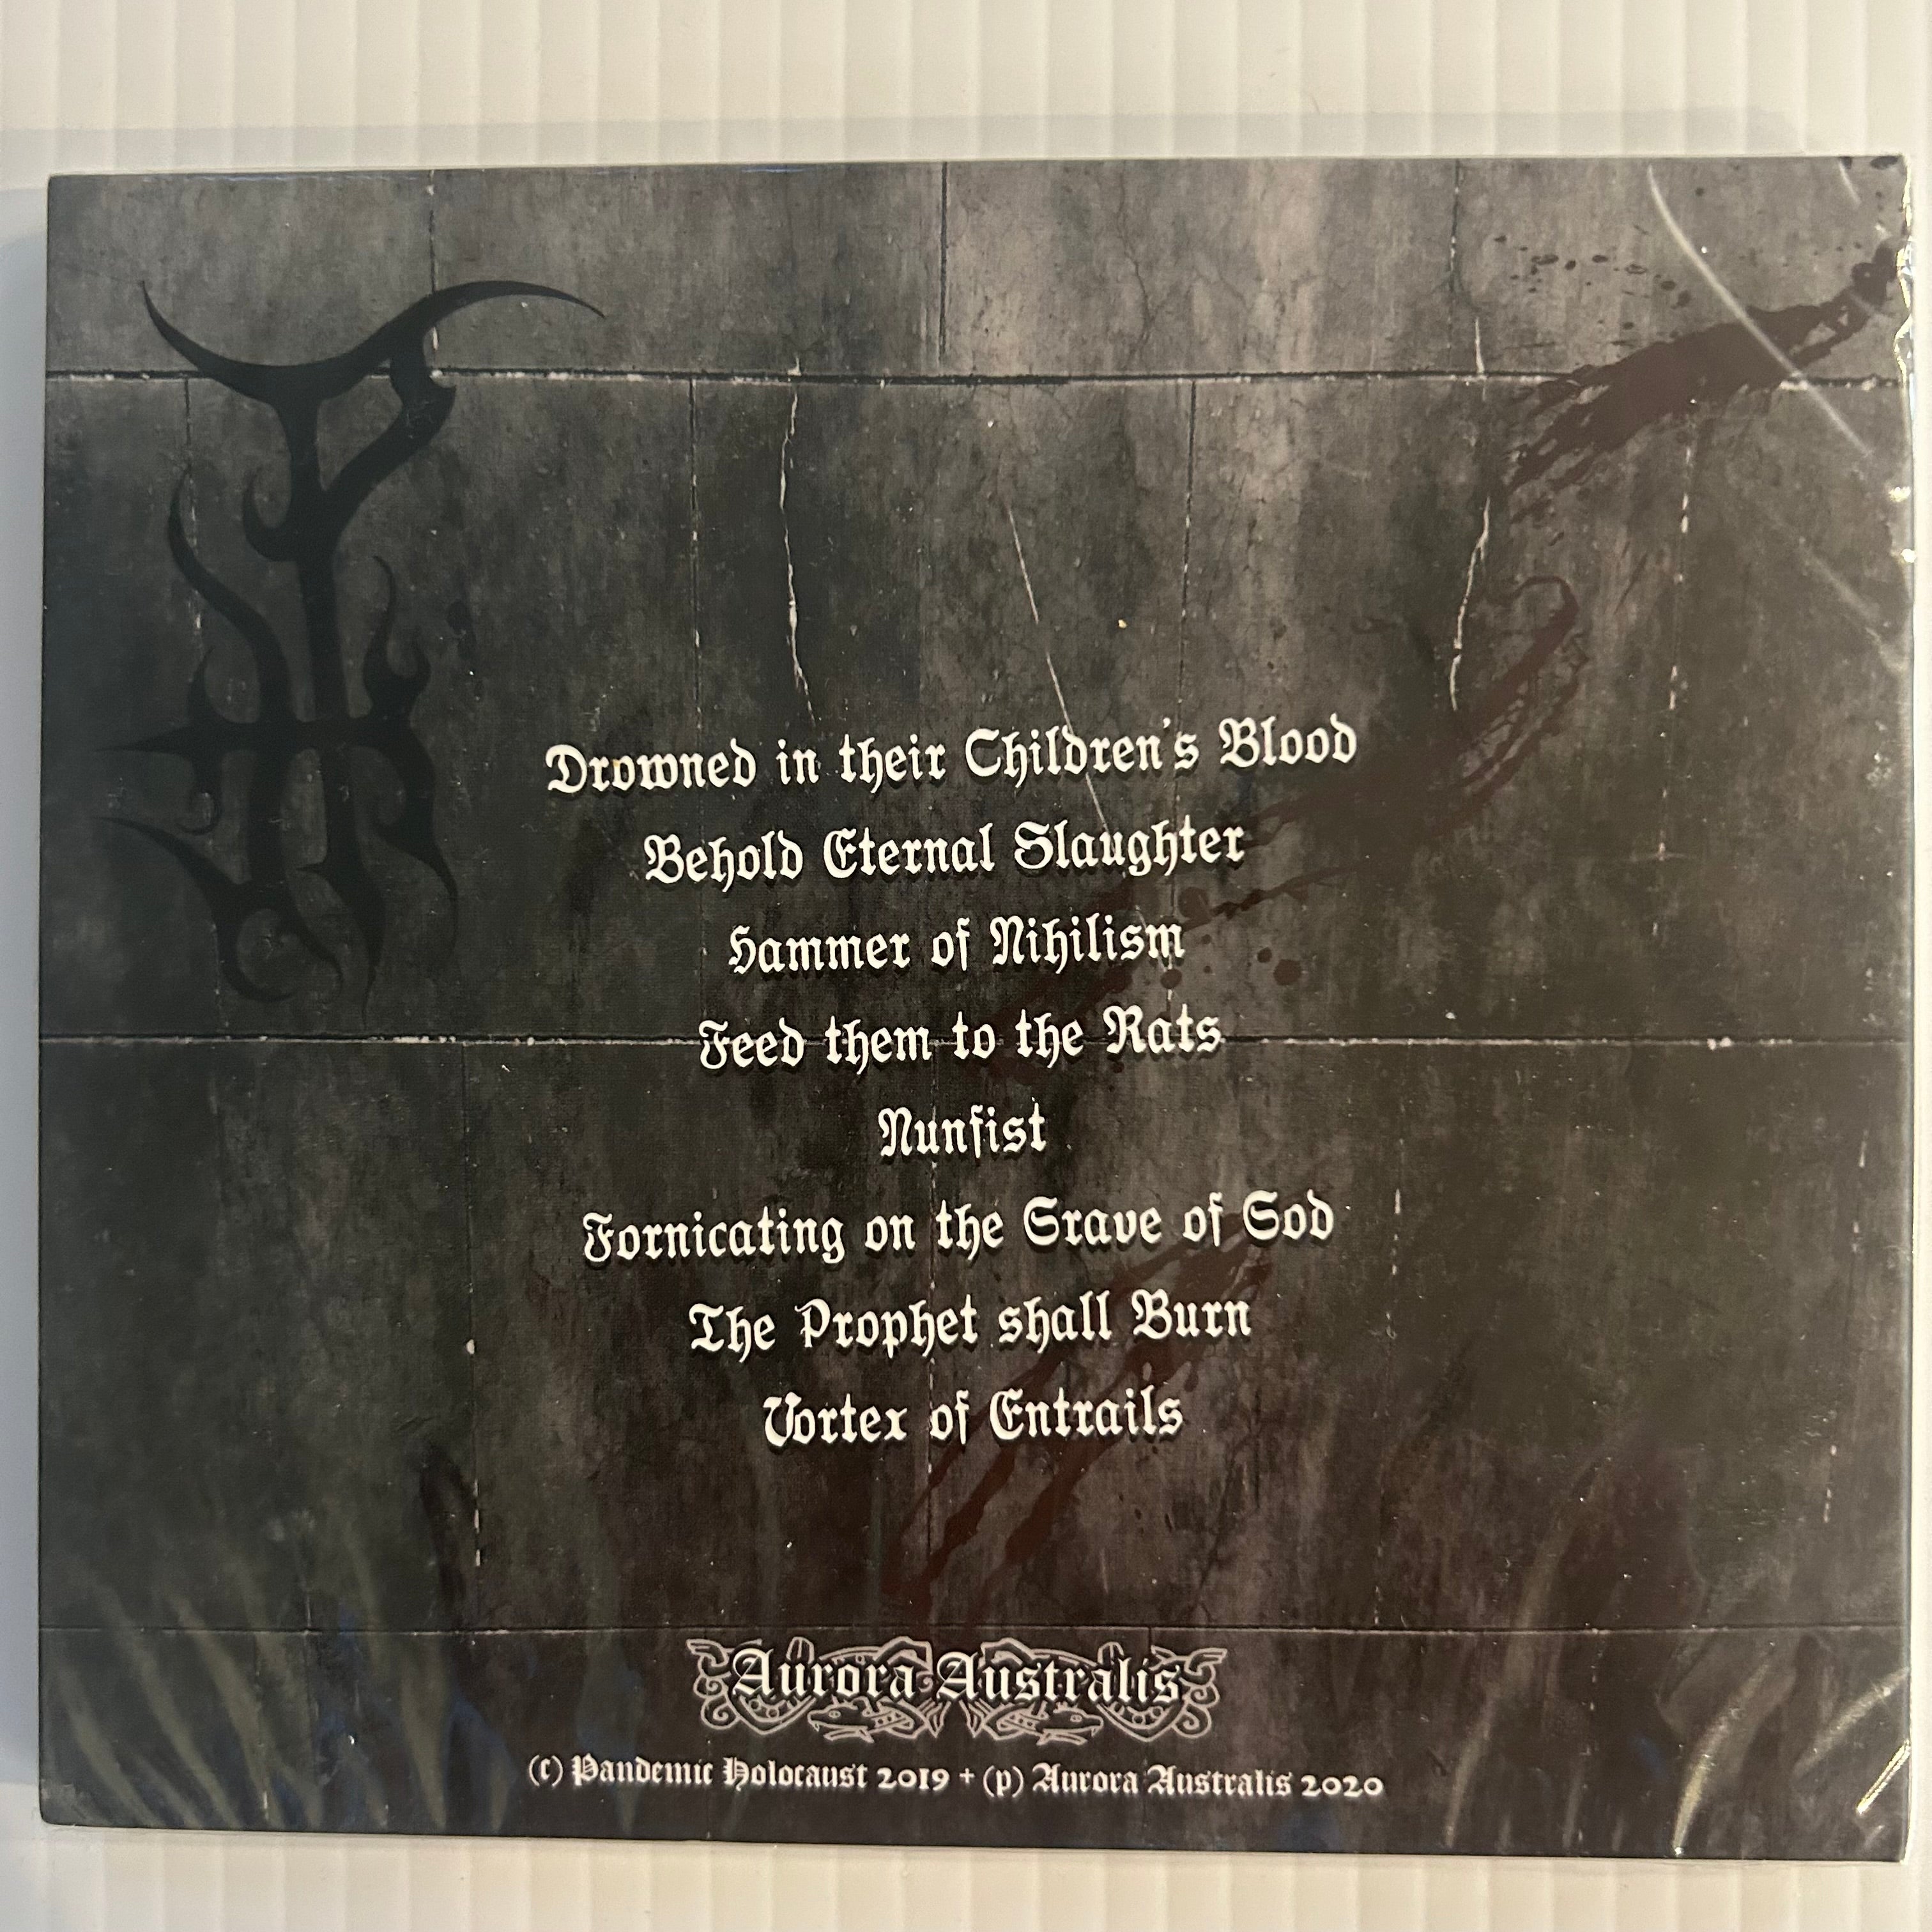 Drowned in their Children's Blood
Behold Eternal Slaughter
Hammer of Nihilism
Feed them to the Rats
Nunfist
Fornicating on the Grave of God
The Prophet shall Burn
Vortex of Entrails
Aurora Australis
(c) Pandemic Holocaust 2019 + (p) Aurora Australis 2020